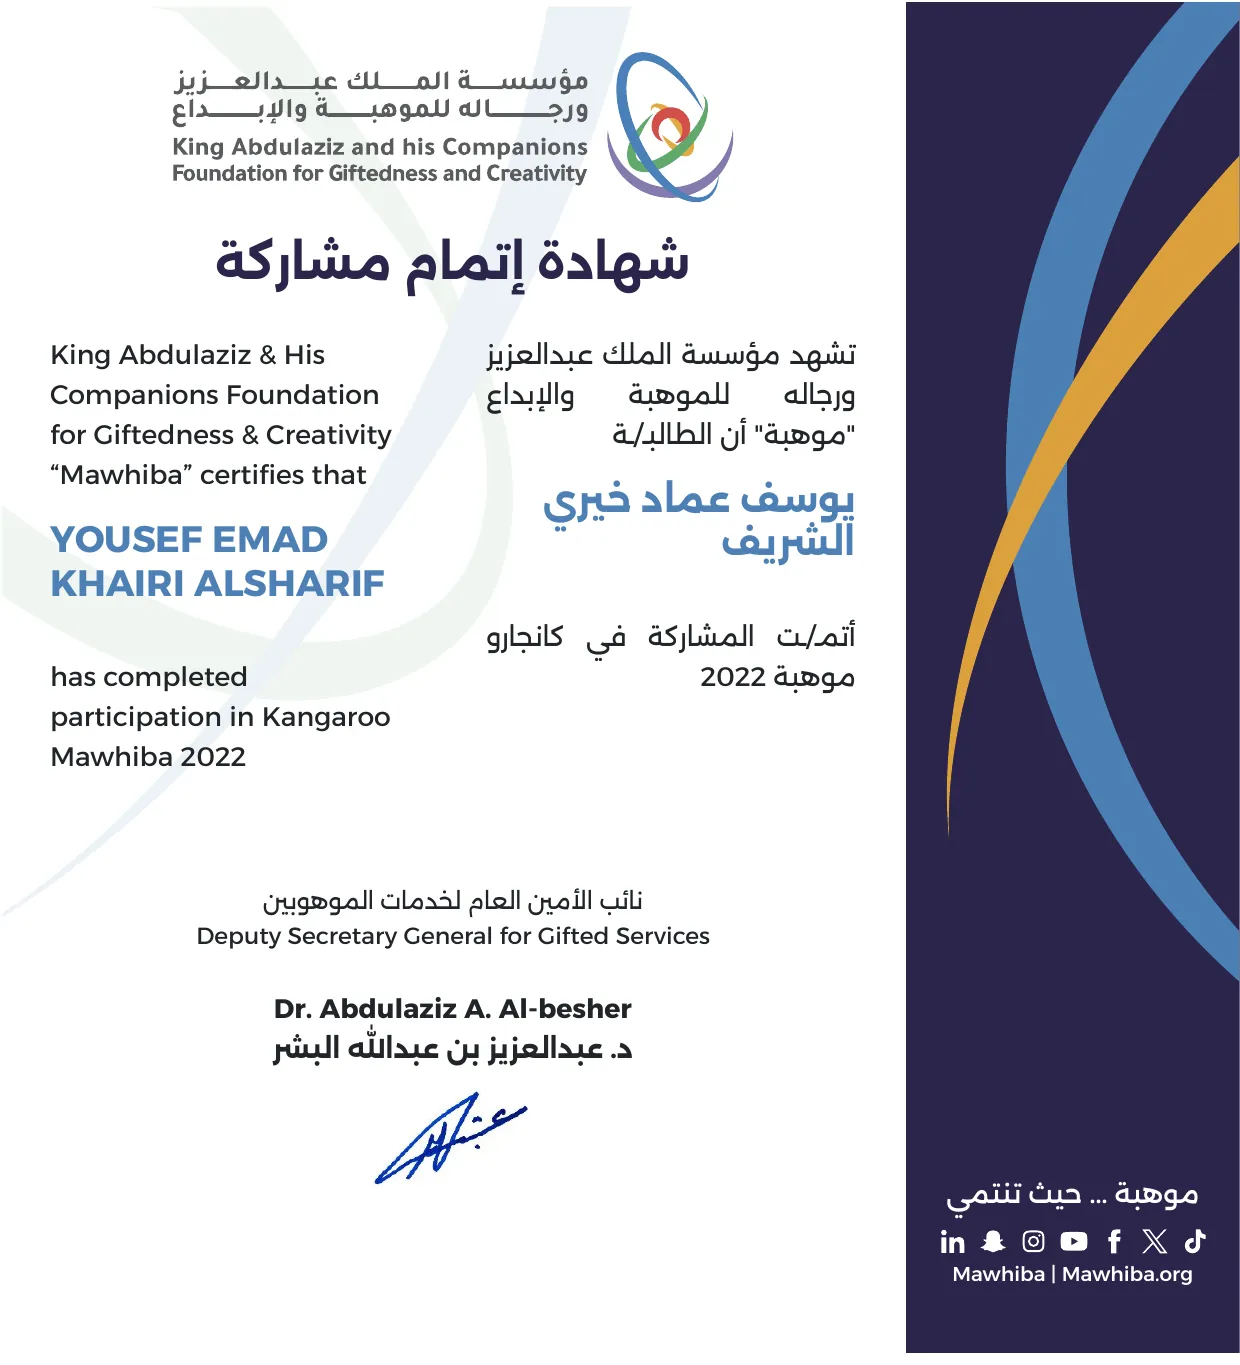 مؤسسة الملك عبدالعزيز
ورجاله للموهبة والإبداع
King Abdulaziz and his Companions
Foundation for Giftedness and Creativity
شهادة إتمام مشاركة
King Abdulaziz & His
Companions Foundation
for Giftedness & Creativity
“Mawhiba” certifies that
YOUSEF EMAD
KHAIRI ALSHARIF
has completed
participation in Kangaroo
Mawhiba 2022
تشهد مؤسسة الملك عبدالعزيز
ورجاله للموهبة والإبداع
"موهبة" أن الطالبـ/ـة
يوسف عماد خيري
الشريف
أتمـ/ـت المشاركة في كانجارو
موهبة 2022
نائب الأمين العام لخدمات الموهوبين
Deputy Secretary General for Gifted Services
Dr. Abdulaziz A. Al-besher
د. عبدالعزيز بن عبدالله البشر
موهبة ... حيث تنتمي
Mawhiba | Mawhiba.org